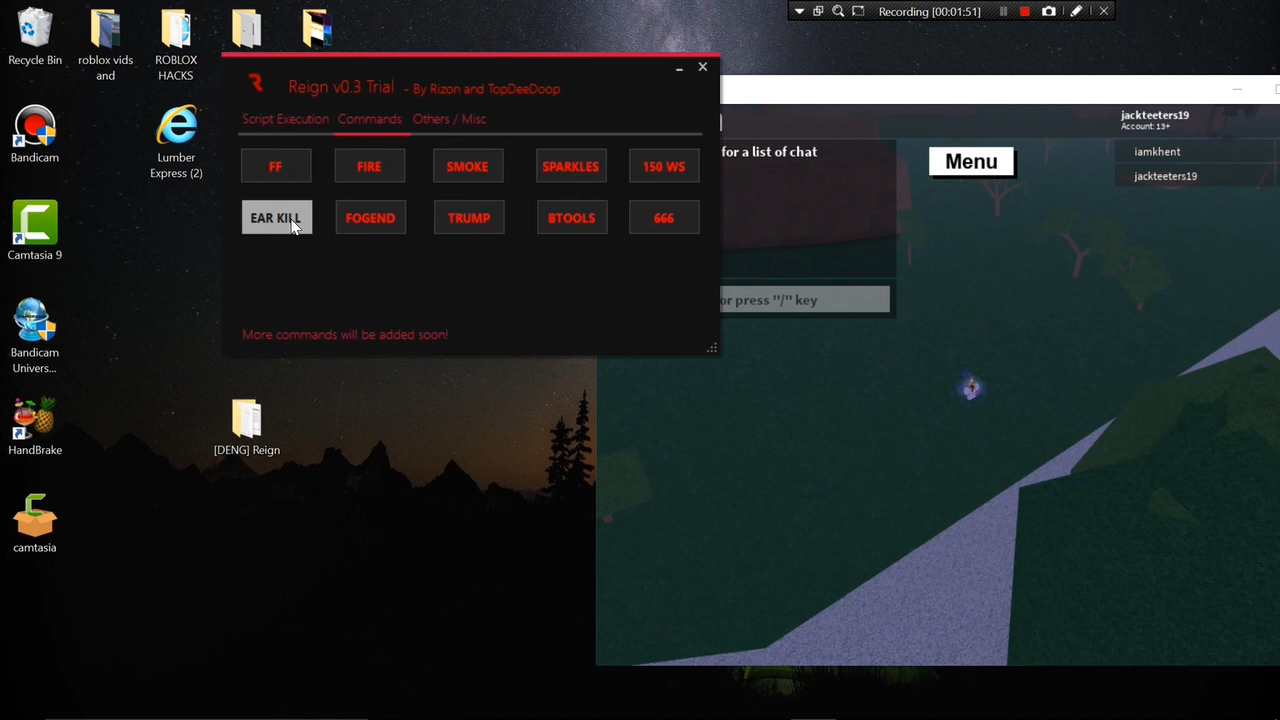 Recording [00:01:51]
Recycle Bin
roblox vids and
ROBLOX HACKS
Reign v0.3 Trial - By Rizon and TopDeeDoop
Script Execution Commands Others / Misc
FF FIRE SMOKE SPARKLES 150 WS
EAR KILL FOGEND TRUMP BTOOLS 666
More commands will be added soon!
jackteeters19
Account: 13+
iamkhent
jackteeters19
for a list of chat
Menu
or press "/" key
Bandicam
Lumber Express (2)
Camtasia 9
Bandicam Univers...
HandBrake
[DENG] Reign
camtasia